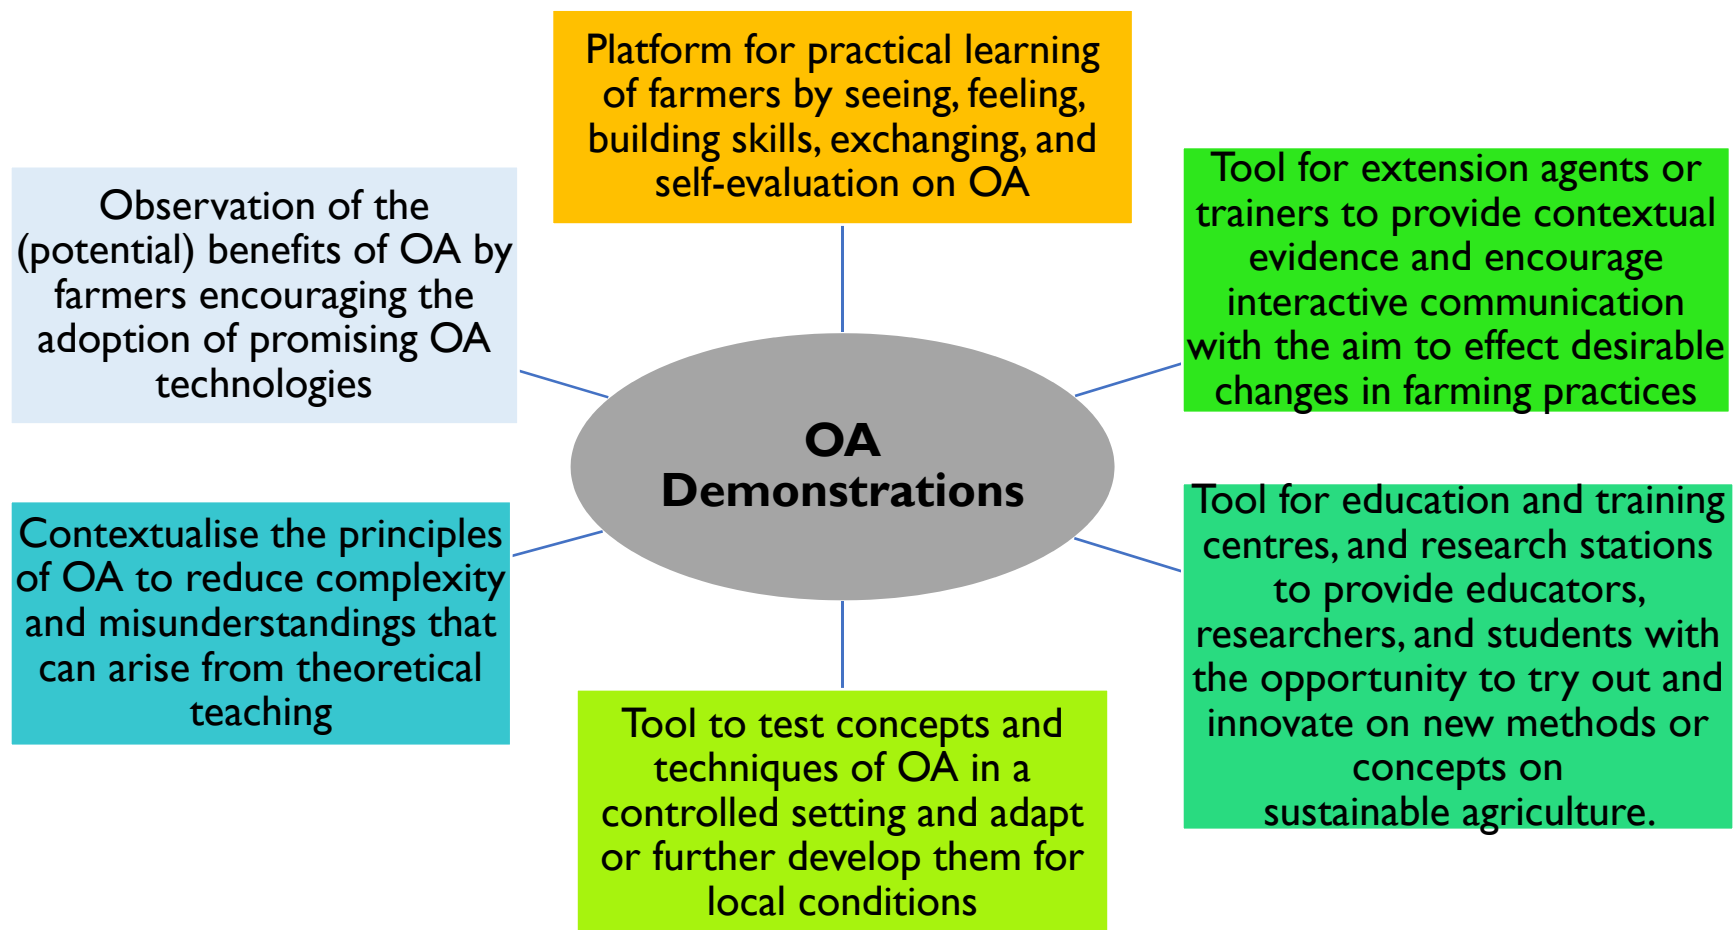 Platform for practical learning
of farmers by seeing, feeling,
building skills, exchanging, and
self-evaluation on OA
Tool for extension agents or
trainers to provide contextual
evidence and encourage
interactive communication
with the aim to effect desirable
changes in farming practices
Observation of the
(potential) benefits of OA by
farmers encouraging the
adoption of promising OA
technologies
OA
Demonstrations
Contextualise the principles
of OA to reduce complexity
and misunderstandings that
can arise from theoretical
teaching
Tool for education and training
centres, and research stations
to provide educators,
researchers, and students with
the opportunity to try out and
innovate on new methods or
concepts on
sustainable agriculture.
Tool to test concepts and
techniques of OA in a
controlled setting and adapt
or further develop them for
local conditions